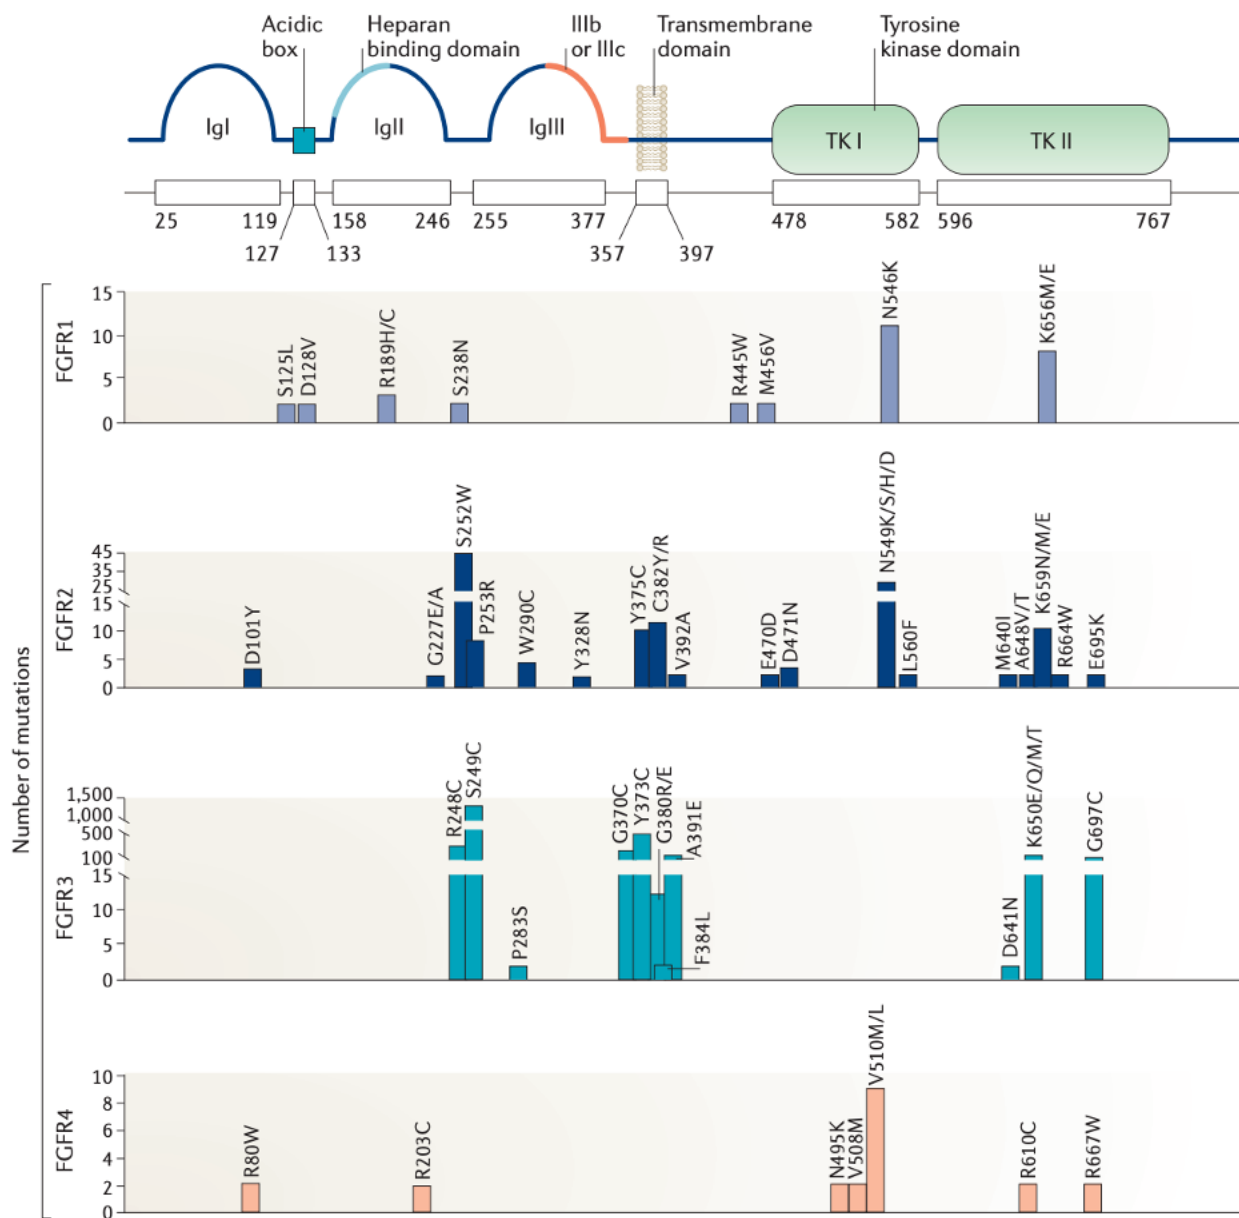 Acidic
box
Heparan
binding domain
IIIb
or IIIc
Transmembrane
domain
Tyrosine
kinase domain
IgI
IgII
IgIII
TK I
TK II
25
119
158
246
255
377
478
582
596
767
127
133
357
397
Number of mutations
FGFR1
15
10
5
0
S125L
D128V
R189H/C
S238N
R445W
M456V
N546K
K656M/E
FGFR2
45
35
25
15
10
5
0
D101Y
G227E/A
S252W
P253R
W290C
Y328N
Y375C
C382Y/R
V392A
E470D
D471N
N549K/S/H/D
L560F
M640I
A648V/T
K659N/M/E
R664W
E695K
FGFR3
1,500
1,000
500
100
15
10
5
0
R248C
S249C
P283S
G370C
Y373C
G380R/E
A391E
F384L
D641N
K650E/Q/M/T
G697C
FGFR4
10
8
6
4
2
0
R80W
R203C
N495K
V508M
V510M/L
R610C
R667W